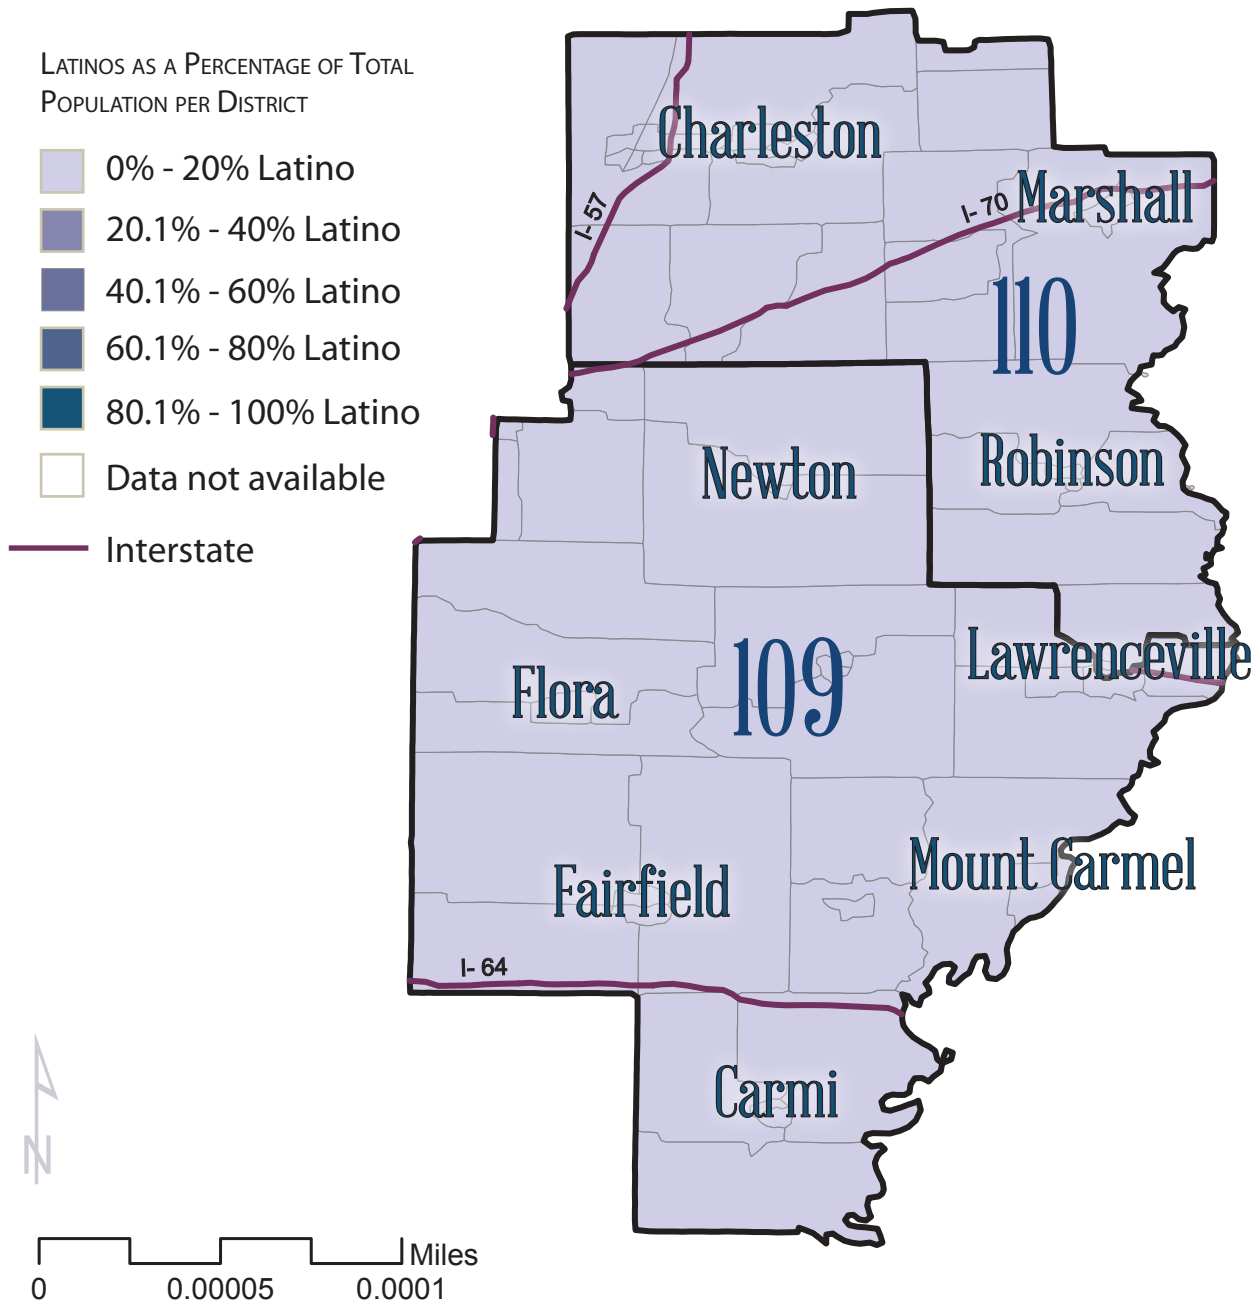 Latinos as a Percentage of Total
Population per District
0% - 20% Latino
20.1% - 40% Latino
40.1% - 60% Latino
60.1% - 80% Latino
80.1% - 100% Latino
Data not available
Interstate
Charleston
I- 57
I- 70
Marshall
110
Newton
Robinson
Lawrenceville
109
Flora
Mount Carmel
Fairfield
I- 64
Carmi
N
Miles
0 0.00005 0.0001